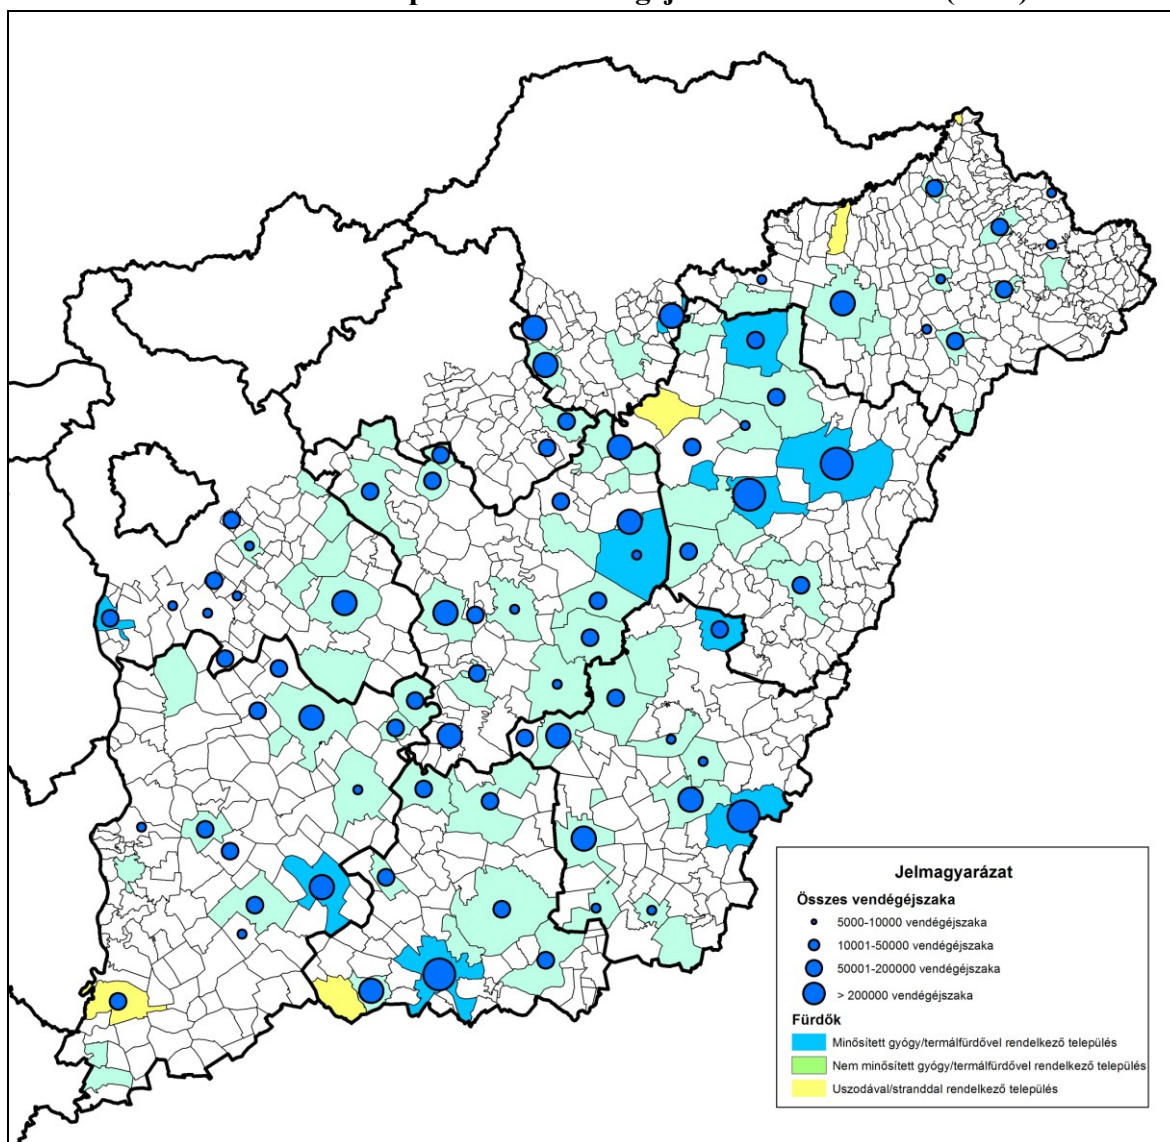 Jelmagyarázat
Összes vendégéjszaka
5000-10000 vendégéjszaka
10001-50000 vendégéjszaka
50001-200000 vendégéjszaka
> 200000 vendégéjszaka
Fürdők
Minősített gyógy/termálfürdővel rendelkező település
Nem minősített gyógy/termálfürdővel rendelkező település
Uszodával/stranddal rendelkező település